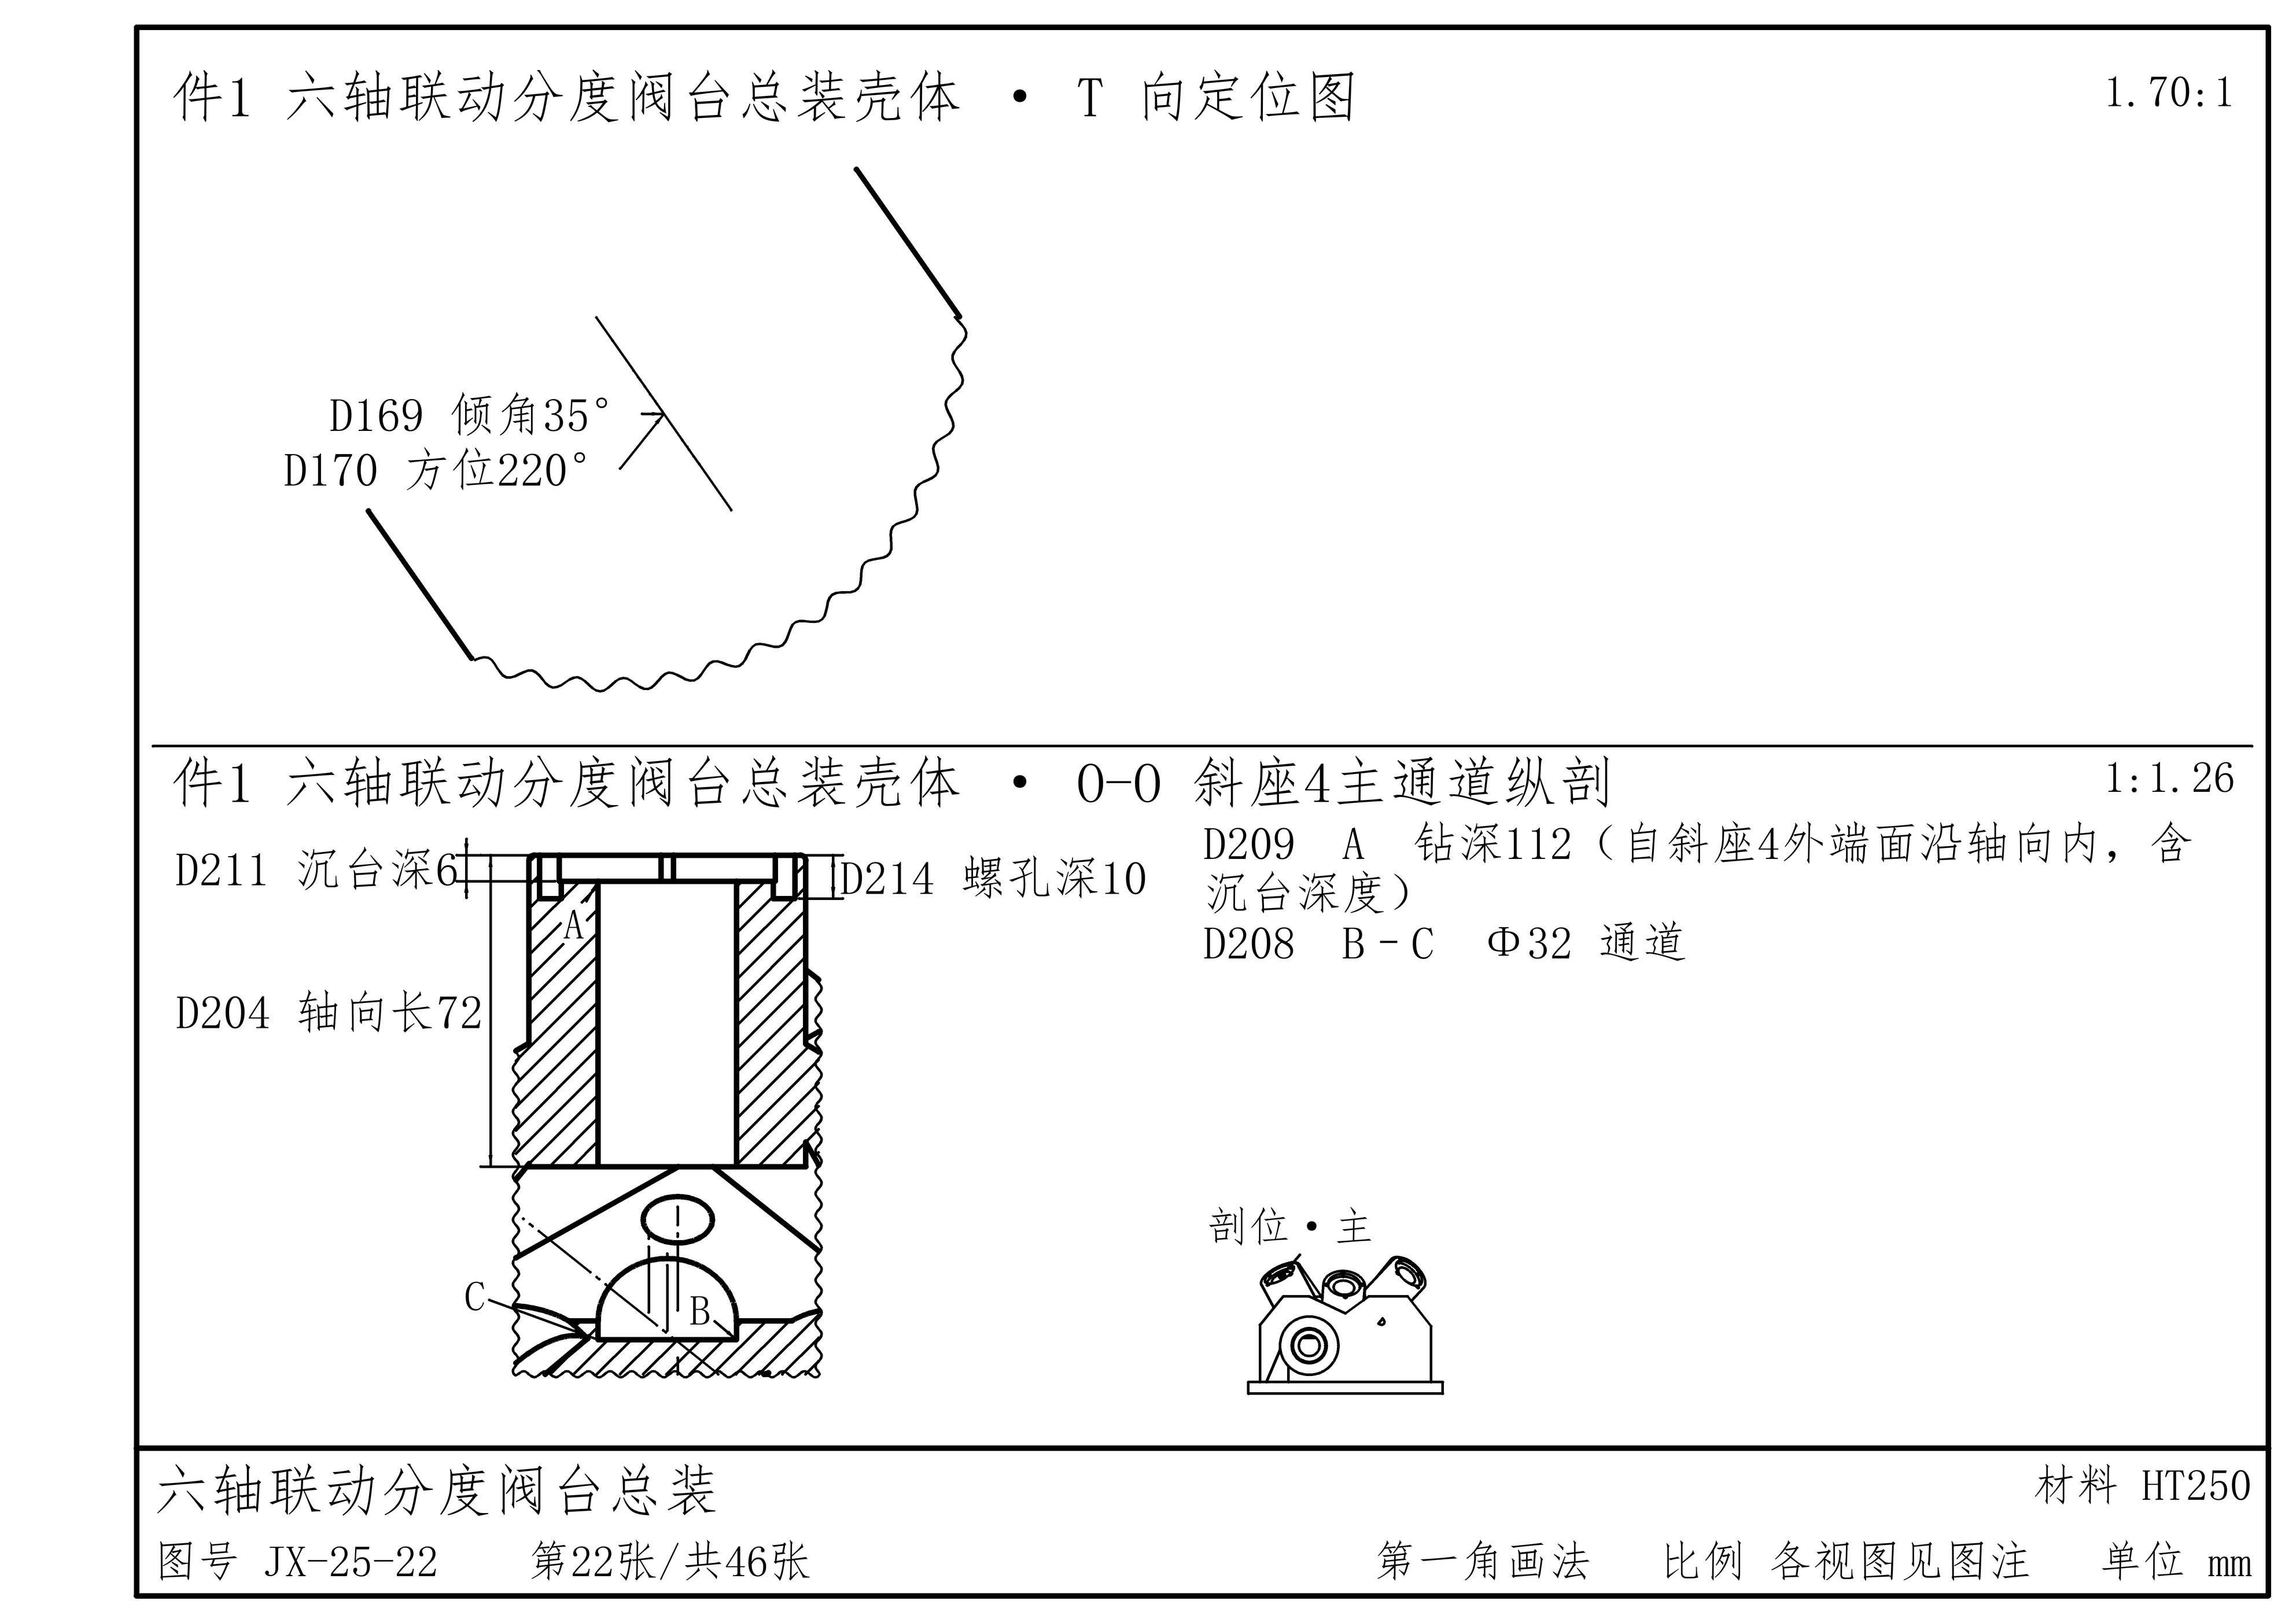 件1 六轴联动分度阀台总装壳体 · T 向定位图
1.70:1
D169 倾角35°
D170 方位220°
件1 六轴联动分度阀台总装壳体 · O-O 斜座4主通道纵剖
1:1.26
D211 沉台深6
D214 螺孔深10
D204 轴向长72
A
B
C
D209 A 钻深112（自斜座4外端面沿轴向内，含
沉台深度）
D208 B-C Φ32 通道
剖位·主
六轴联动分度阀台总装
材料 HT250
图号 JX-25-22 第22张/共46张
第一角画法 比例 各视图见图注 单位 mm